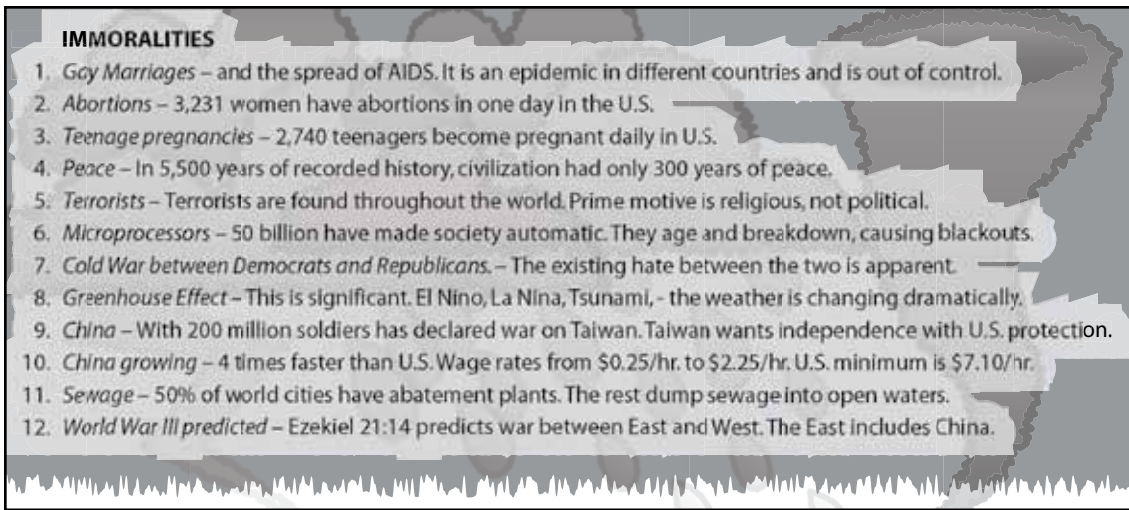 IMMORALITIES
1. Gay Marriages – and the spread of AIDS. It is an epidemic in different countries and is out of control.
2. Abortions – 3,231 women have abortions in one day in the U.S.
3. Teenage pregnancies – 2,740 teenagers become pregnant daily in U.S.
4. Peace – In 5,500 years of recorded history, civilization had only 300 years of peace.
5. Terrorists – Terrorists are found throughout the world. Prime motive is religious, not political.
6. Microprocessors – 50 billion have made society automatic. They age and breakdown, causing blackouts.
7. Cold War between Democrats and Republicans. – The existing hate between the two is apparent.
8. Greenhouse Effect – This is significant. El Nino, La Nina, Tsunami, - the weather is changing dramatically.
9. China – With 200 million soldiers has declared war on Taiwan. Taiwan wants independence with U.S. protection.
10. China growing – 4 times faster than U.S. Wage rates from $0.25/hr. to $2.25/hr. U.S. minimum is $7.10/hr.
11. Sewage – 50% of world cities have abatement plants. The rest dump sewage into open waters.
12. World War III predicted – Ezekiel 21:14 predicts war between East and West. The East includes China.